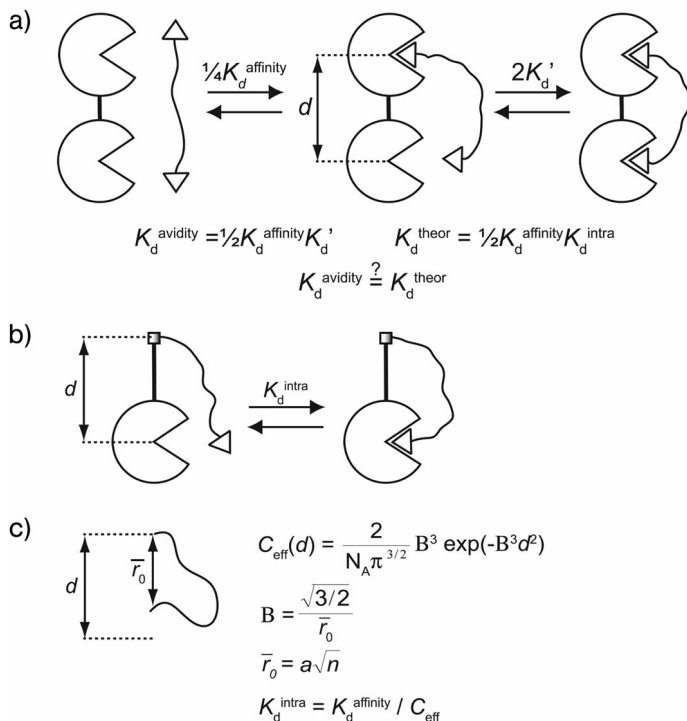 a)
¼K_d^affinity
2K_d'
d
K_d^avidity = ½K_d^affinity K_d' K_d^theor = ½K_d^affinity K_d^intra
K_d^avidity ≟ K_d^theor
b)
d
K_d^intra
c)
d
r̄_0
C_eff(d) = 2 / (N_A π^3/2) B^3 exp(-B^3d^2)
B = √3/2 / r̄_0
r̄_0 = a√n
K_d^intra = K_d^affinity / C_eff